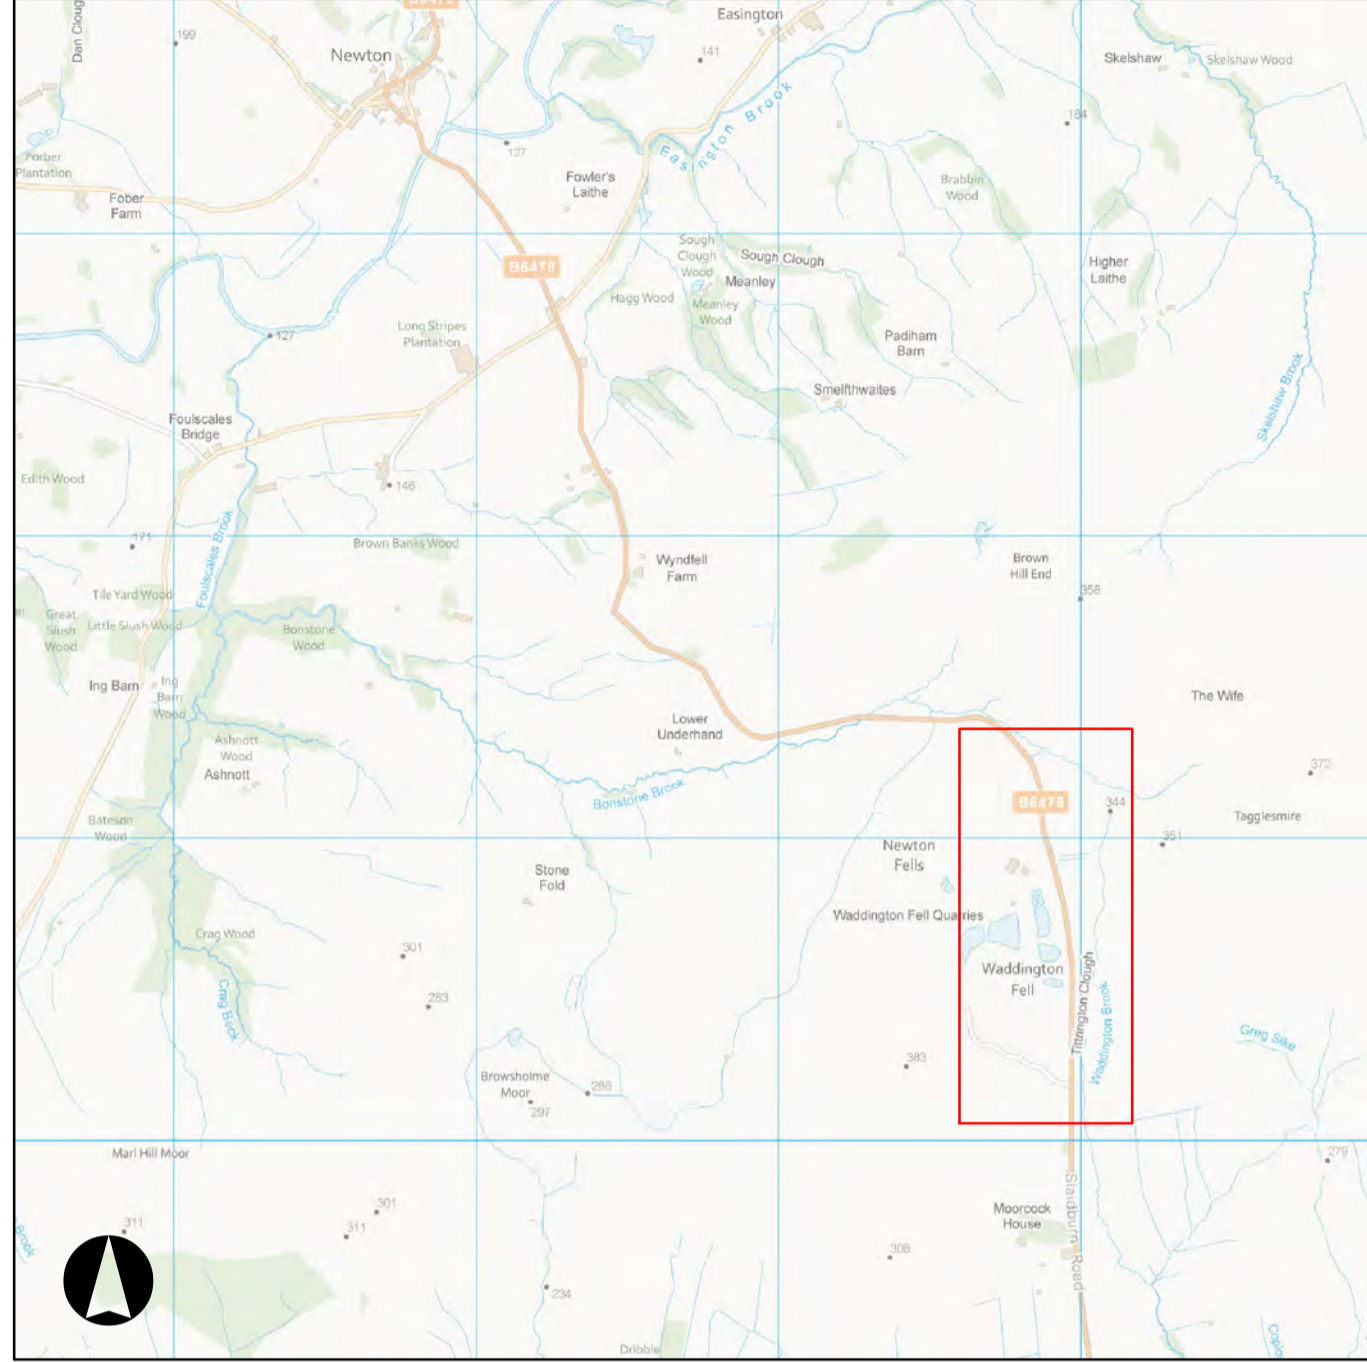 B6478
Easington
Dan Cloug
199
Newton
141
Skelshaw
Skelshaw Wood
Easington Brook
184
127
Forber
Plantation
Fober
Farm
Fowler's
Laithe
Brabbin
Wood
Sough
Clough
Wood
Sough Clough
Meanley
B6478
Higher
Laithe
Hagg Wood
Meanley
Wood
127
Long Stripes
Plantation
Padiham
Barn
Smelfthwaites
Skelshaw Brook
Foulscales
Bridge
Edith Wood
146
171
Foulscales Brook
Brown Banks Wood
Wyndfell
Farm
Brown
Hill End
358
Tile Yard Wood
Great
Slush
Wood
Little Slush Wood
Bonstone
Wood
Ing Barn
Ing
Barn
Wood
The Wife
Lower
Underhand
Ashnott
Wood
Ashnott
372
Bonstone Brook
B6478
344
Bateson
Wood
Tagglesmire
351
Newton
Fells
Stone
Fold
Waddington Fell Quarries
Crag Wood
301
Waddington
Fell
283
Crag Beck
Tittrington Clough
Waddington Brook
Greg Sike
383
Browsholme
Moor
286
297
Marl Hill Moor
279
301
311
311
Moorcock
House
Slaidburn Road
Brook
308
234
Dribble